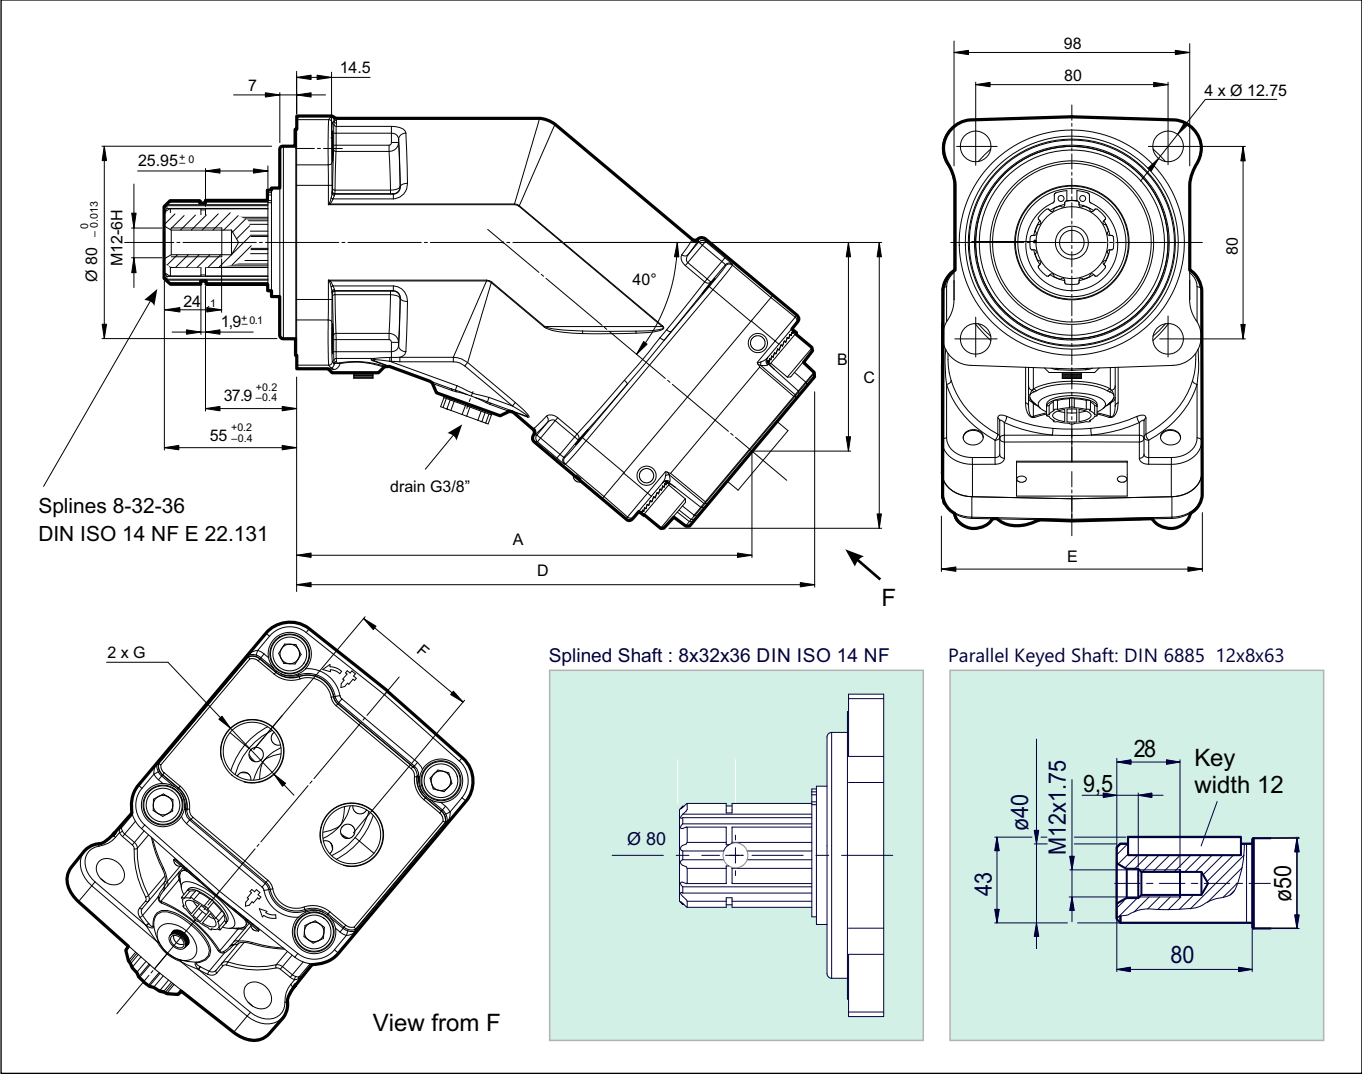 14.5
7
25.95± 0
Ø 80 0 -0.013
M12-6H
24 1
1,9± 0.1
37.9 +0.2 −0.4
55 +0.2 −0.4
40°
B
C
drain G3/8”
Splines 8-32-36
DIN ISO 14 NF E 22.131
A
D
F
98
80
4 x Ø 12.75
80
E
2 x G
F
View from F
Splined Shaft : 8x32x36 DIN ISO 14 NF
Ø 80
Parallel Keyed Shaft: DIN 6885 12x8x63
28
Key
width 12
9,5
M12x1.75
ø40
43
ø50
80